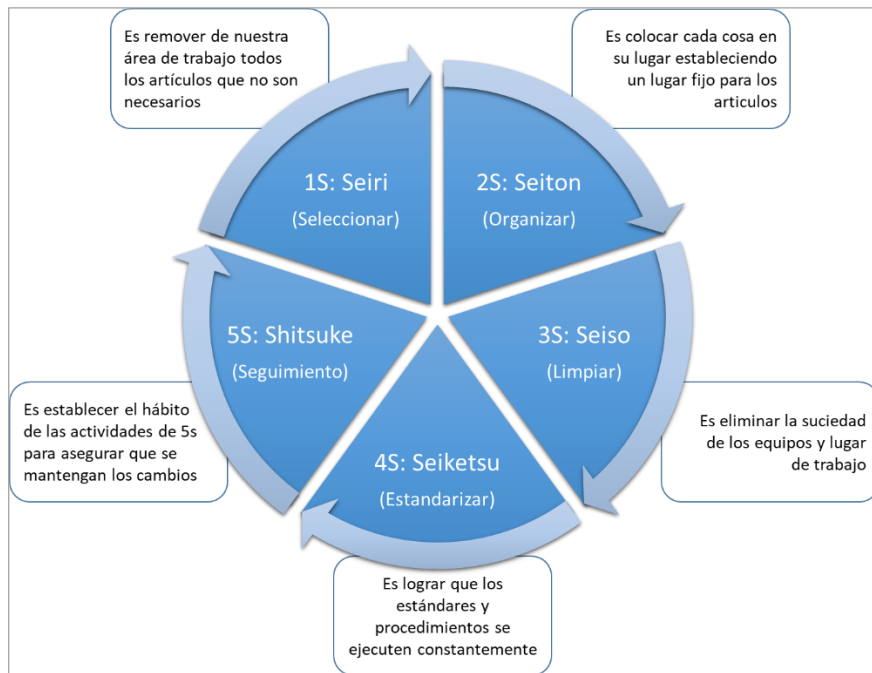 Es remover de nuestra
área de trabajo todos
los artículos que no son
necesarios
Es colocar cada cosa en
su lugar estableciendo
un lugar fijo para los
articulos
1S: Seiri
(Seleccionar)
2S: Seiton
(Organizar)
5S: Shitsuke
(Seguimiento)
3S: Seiso
(Limpiar)
4S: Seiketsu
(Estandarizar)
Es establecer el hábito
de las actividades de 5s
para asegurar que se
mantengan los cambios
Es eliminar la suciedad
de los equipos y lugar
de trabajo
Es lograr que los
estándares y
procedimientos se
ejecuten constantemente